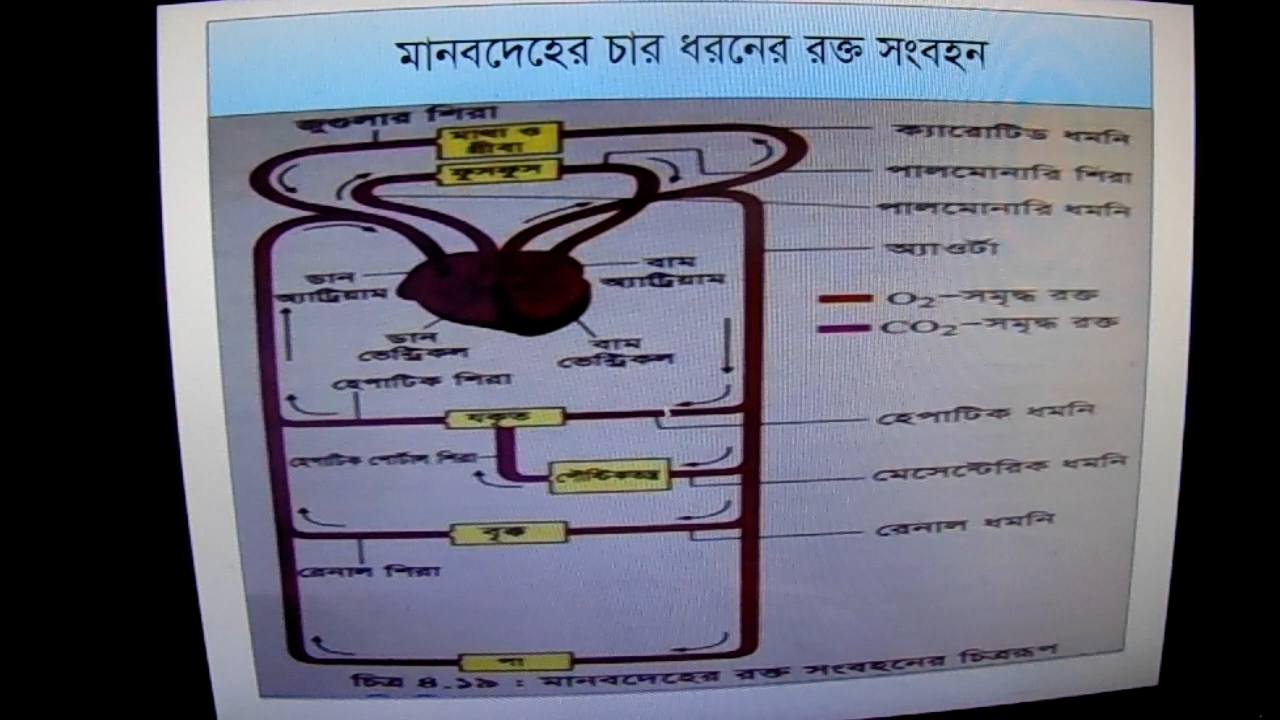 মানবদেহের চার ধরনের রক্ত সংবহন
জুগুলার শিরা
মাথা ও
গ্রীবা
ফুসফুস
ক্যারোটিড ধমনি
পালমোনারি শিরা
পালমোনারি ধমনি
অ্যাওর্টা
ডান
অ্যাট্রিয়াম
বাম
অ্যাট্রিয়াম
O₂-সমৃদ্ধ রক্ত
CO₂-সমৃদ্ধ রক্ত
ডান
ভেন্ট্রিকল
বাম
ভেন্ট্রিকল
হেপাটিক শিরা
যকৃত
হেপাটিক ধমনি
হেপাটিক পোর্টাল শিরা
পৌষ্টিকতন্ত্র
মেসেন্টেরিক ধমনি
বৃক্ক
রেনাল ধমনি
রেনাল শিরা
পা
চিত্র ৪.১৯ : মানবদেহের রক্ত সংবহনের চিত্ররূপ